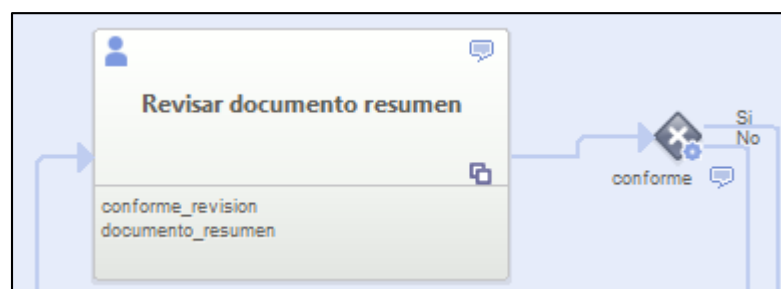 Revisar documento resumen
conforme_revision
documento_resumen
conforme
Si
No